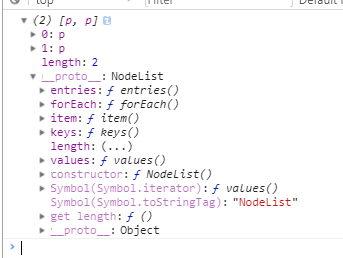 top
Filter
Default l
▼ (2) [p, p] i
▶ 0: p
▶ 1: p
length: 2
▼ __proto__: NodeList
▶ entries: ƒ entries()
▶ forEach: ƒ forEach()
▶ item: ƒ item()
▶ keys: ƒ keys()
length: (...)
▶ values: ƒ values()
▶ constructor: ƒ NodeList()
▶ Symbol(Symbol.iterator): ƒ values()
Symbol(Symbol.toStringTag): "NodeList"
▶ get length: ƒ ()
▶ __proto__: Object
>